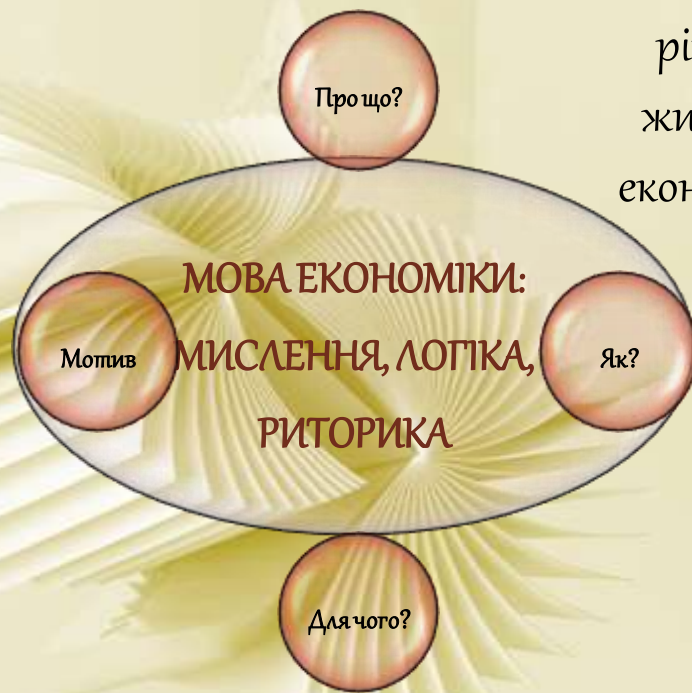 Про що?
МОВА ЕКОНОМІКИ:
Мотив
МИСЛЕННЯ, ЛОГІКА,
Як?
РИТОРИКА
Для чого?